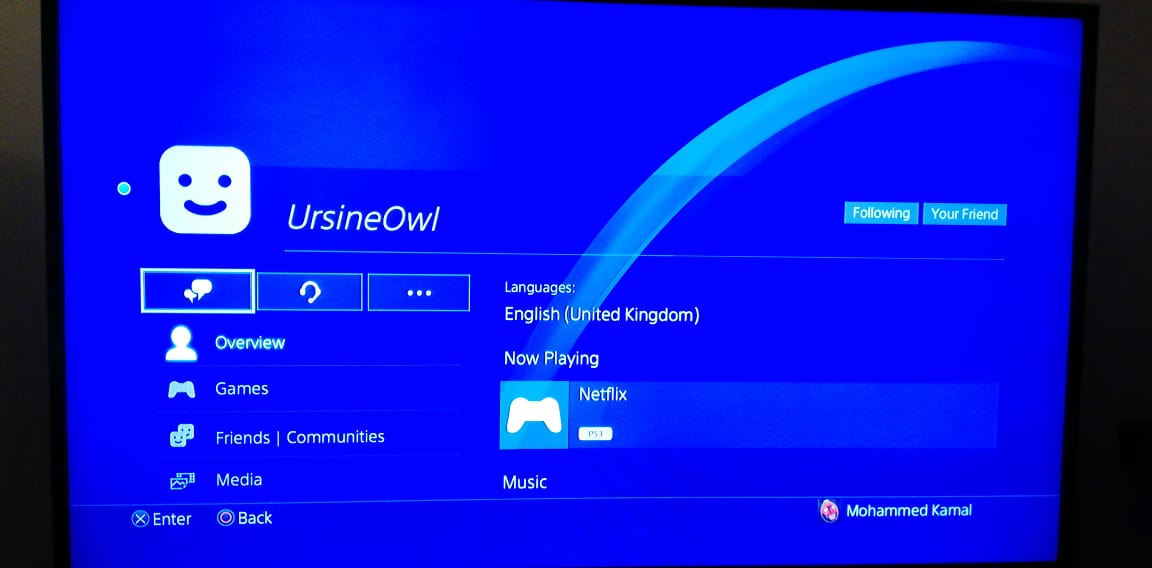 UrsineOwl
Following
Your Friend
Languages:
English (United Kingdom)
Overview
Games
Friends | Communities
Media
Now Playing
Netflix
PS3
Music
Enter
Back
Mohammed Kamal